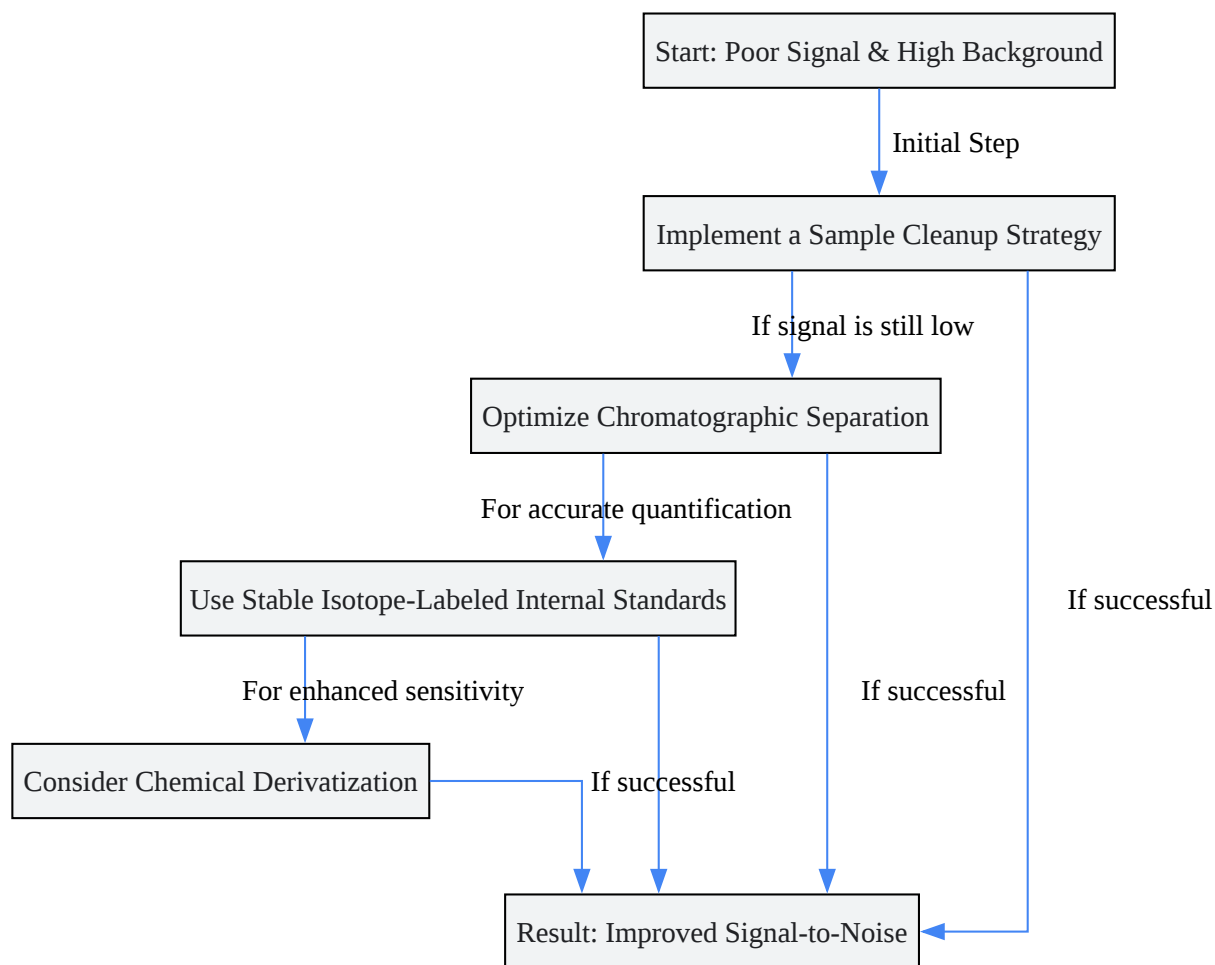 Start: Poor Signal & High Background
Initial Step
Implement a Sample Cleanup Strategy
If signal is still low
Optimize Chromatographic Separation
For accurate quantification
Use Stable Isotope-Labeled Internal Standards
If successful
For enhanced sensitivity
If successful
Consider Chemical Derivatization
If successful
Result: Improved Signal-to-Noise